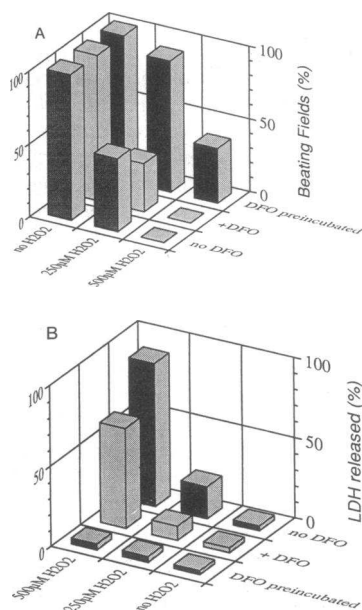 A
100
50
0
100
50
0
Beating Fields (%)
no H2O2
250µM H2O2
500µM H2O2
DFO preincubated
+DFO
no DFO
B
100
50
0
100
50
0
LDH released (%)
500µM H2O2
250µM H2O2
no H2O2
no DFO
+ DFO
DFO preincubated